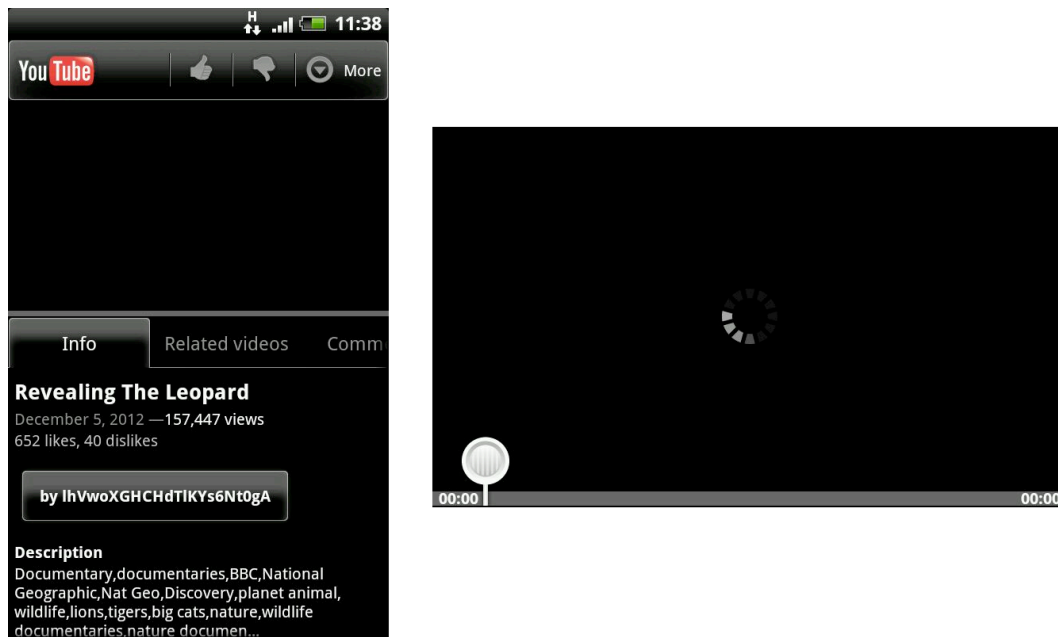 H 11:38
YouTube More
Info Related videos Comm
Revealing The Leopard
December 5, 2012 —157,447 views
652 likes, 40 dislikes
by lhVwoXGHCHdTlKYs6Nt0gA
Description
Documentary,documentaries,BBC,National
Geographic,Nat Geo,Discovery,planet animal,
wildlife,lions,tigers,big cats,nature,wildlife
documentaries,nature documen...
00:00 00:00